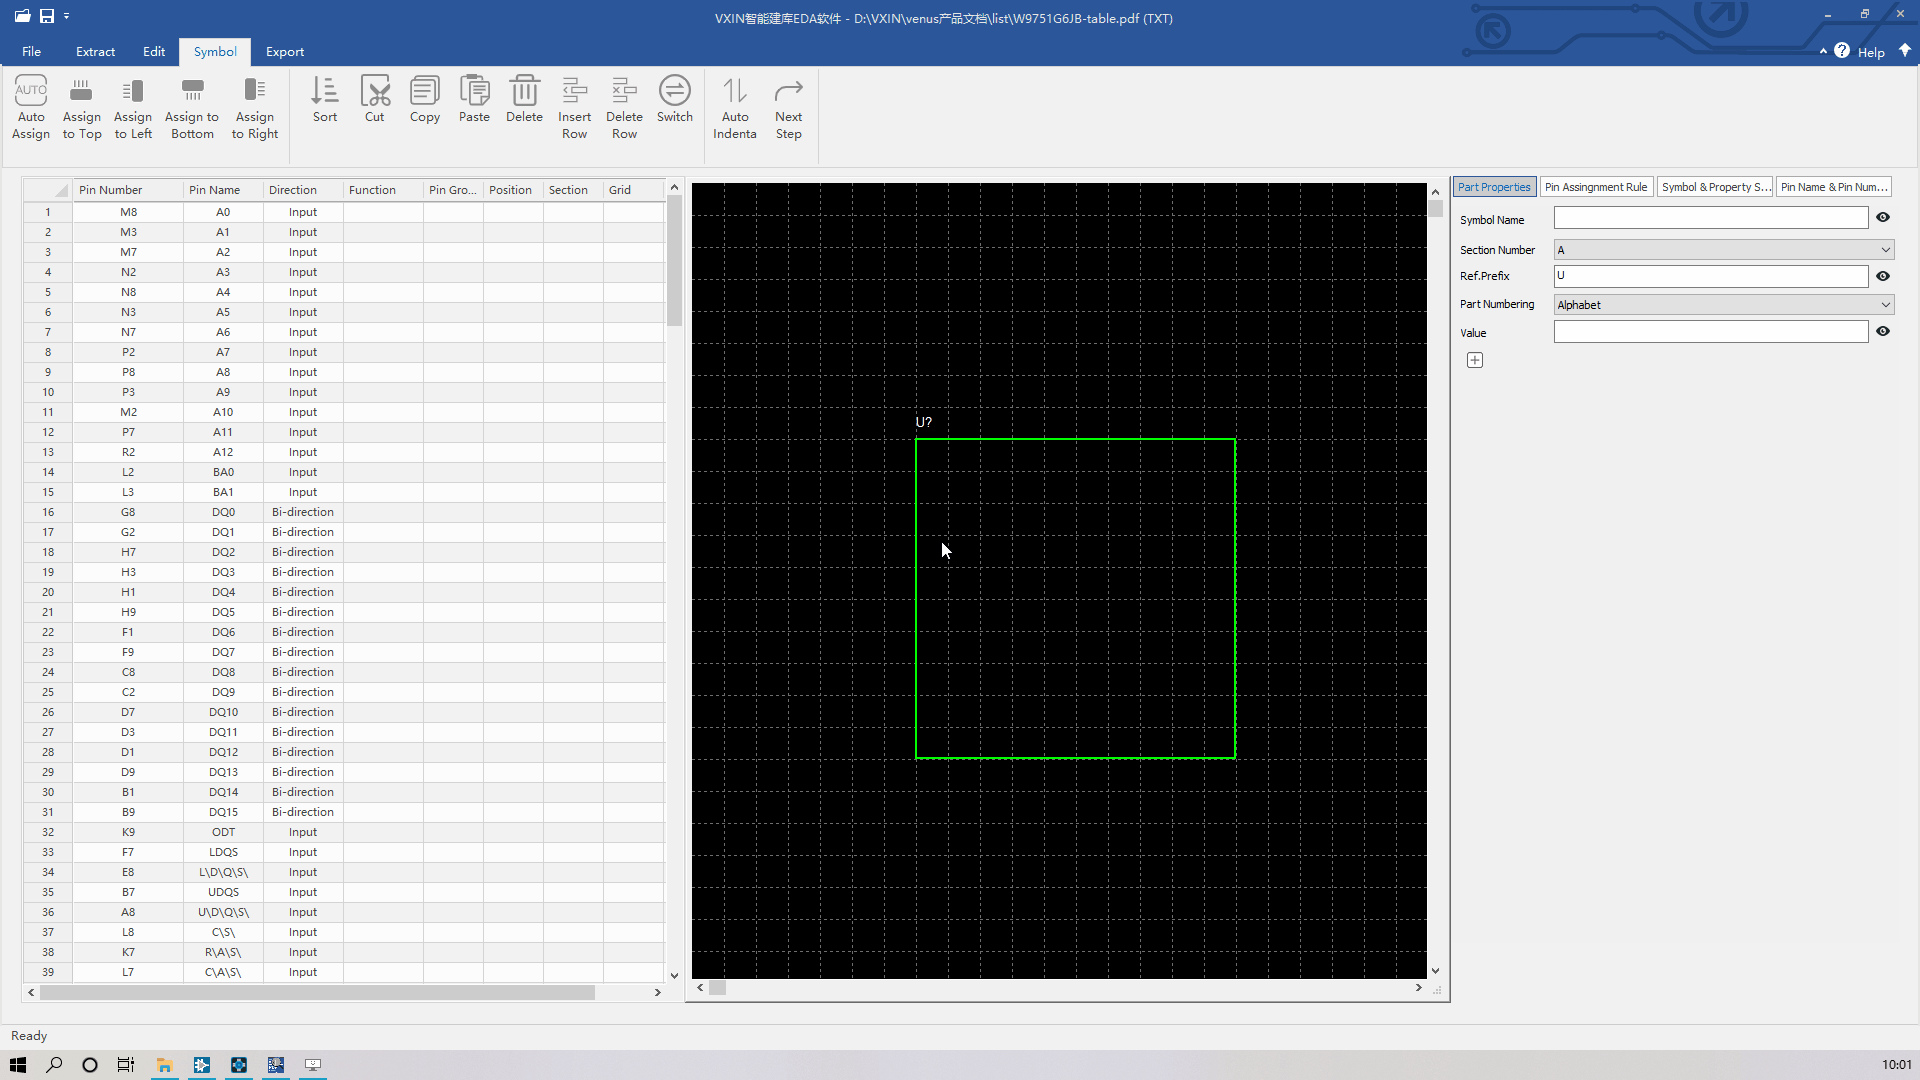 VXIN智能建库EDA软件 - D:\VXIN\venus产品文档\list\W9751G6JB-table.pdf (TXT)
File Extract Edit Symbol Export Help
AUTO
Auto Assign
Assign to Top
Assign to Left
Assign to Bottom
Assign to Right
Sort
Cut
Copy
Paste
Delete
Insert Row
Delete Row
Switch
Auto Indenta
Next Step
Pin Number Pin Name Direction Function Pin Gro... Position Section Grid
1 M8 A0 Input
2 M3 A1 Input
3 M7 A2 Input
4 N2 A3 Input
5 N8 A4 Input
6 N3 A5 Input
7 N7 A6 Input
8 P2 A7 Input
9 P8 A8 Input
10 P3 A9 Input
11 M2 A10 Input
12 P7 A11 Input
13 R2 A12 Input
14 L2 BA0 Input
15 L3 BA1 Input
16 G8 DQ0 Bi-direction
17 G2 DQ1 Bi-direction
18 H7 DQ2 Bi-direction
19 H3 DQ3 Bi-direction
20 H1 DQ4 Bi-direction
21 H9 DQ5 Bi-direction
22 F1 DQ6 Bi-direction
23 F9 DQ7 Bi-direction
24 C8 DQ8 Bi-direction
25 C2 DQ9 Bi-direction
26 D7 DQ10 Bi-direction
27 D3 DQ11 Bi-direction
28 D1 DQ12 Bi-direction
29 D9 DQ13 Bi-direction
30 B1 DQ14 Bi-direction
31 B9 DQ15 Bi-direction
32 K9 ODT Input
33 F7 LDQS Input
34 E8 L\D\Q\S\ Input
35 B7 UDQS Input
36 A8 U\D\Q\S\ Input
37 L8 C\S\ Input
38 K7 R\A\S\ Input
39 L7 C\A\S\ Input
U?
Part Properties Pin Assingnment Rule Symbol & Property S... Pin Name & Pin Num...
Symbol Name
Section Number A
Ref.Prefix U
Part Numbering Alphabet
Value
Ready
10:01